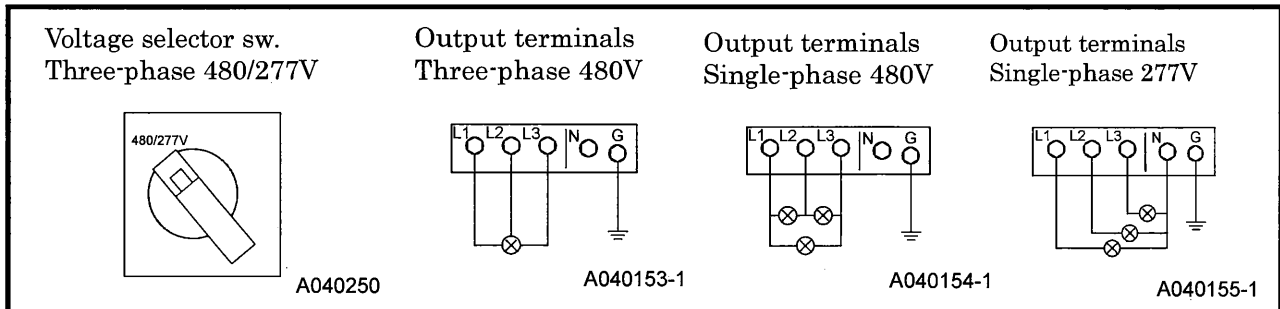 Voltage selector sw.
Three-phase 480/277V
480/277V
A040250
Output terminals
Three-phase 480V
L1 L2 L3 N G
A040153-1
Output terminals
Single-phase 480V
L1 L2 L3 N G
A040154-1
Output terminals
Single-phase 277V
L1 L2 L3 N G
A040155-1